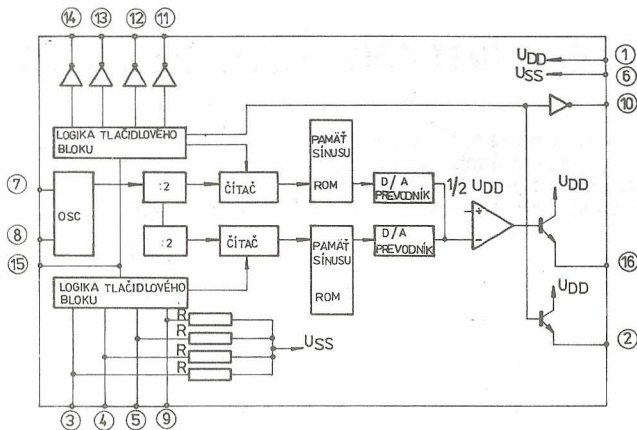 14 13 12 11
UDD 1
USS 6
10
LOGIKA TLAČIDLOVÉHO
BLOKU
PAMÄŤ
SÍNUSU
ROM
7
OSC
:2
ČÍTAČ
D/A
PREVODNÍK
1/2 UDD
+
-
UDD
8
:2
ČÍTAČ
PAMÄŤ
SÍNUSU
ROM
D/A
PREVODNÍK
16
15
LOGIKA TLAČIDLOVÉHO
BLOKU
UDD
R
R
R
R
USS
2
3 4 5 9